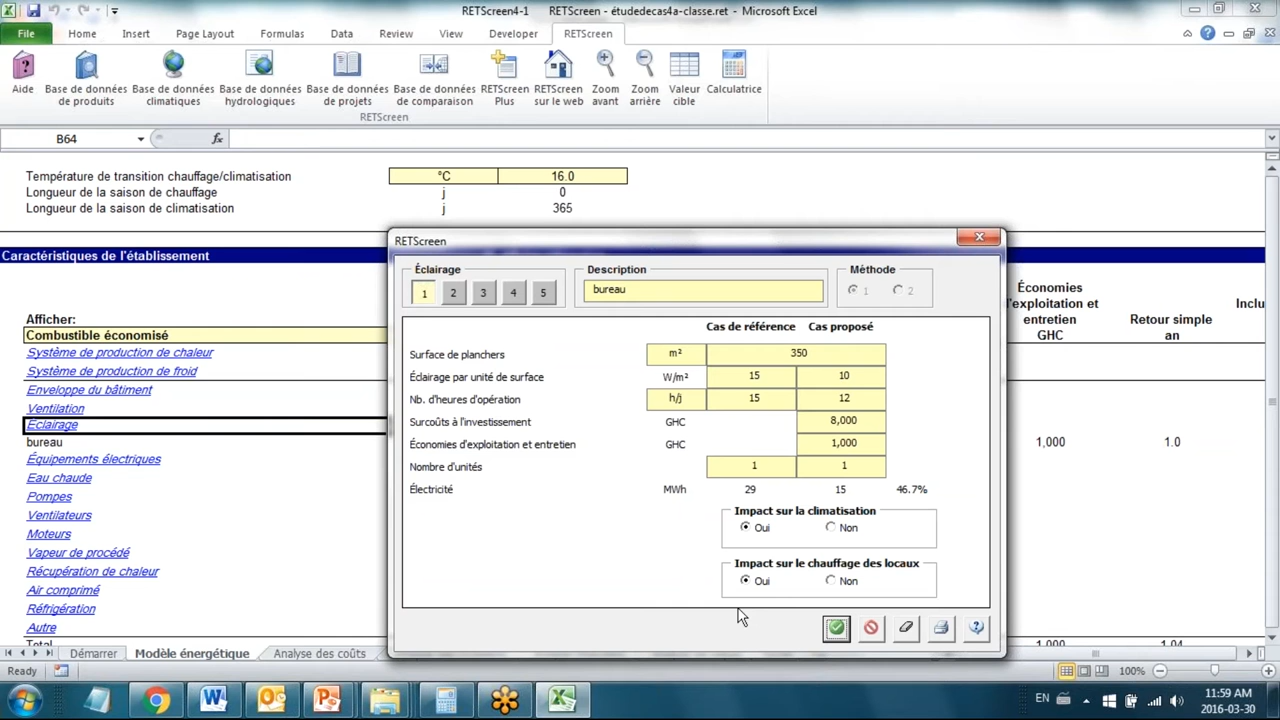 RETScreen4-1 RETScreen - étudedecas4a-classe.ret - Microsoft Excel
File Home Insert Page Layout Formulas Data Review View Developer RETScreen
Aide
Base de données de produits
Base de données climatiques
Base de données hydrologiques
Base de données de projets
Base de données de comparaison
RETScreen Plus
RETScreen sur le web
Zoom avant
Zoom arrière
Valeur cible
Calculatrice
RETScreen
B64 fx
Température de transition chauffage/climatisation °C 16.0
Longueur de la saison de chauffage j 0
Longueur de la saison de climatisation j 365
Caractéristiques de l'établissement
Afficher:
Combustible économisé
Système de production de chaleur
Système de production de froid
Enveloppe du bâtiment
Ventilation
Éclairage
bureau 1,000 1.0
Équipements électriques
Eau chaude
Pompes
Ventilateurs
Moteurs
Vapeur de procédé
Récupération de chaleur
Air comprimé
Réfrigération
Autre
Total 1,000 1.04
Économies
l'exploitation et
entretien
GHC
Retour simple
an
Inclu
RETScreen
Éclairage
1 2 3 4 5
Description
bureau
Méthode
1 2
Cas de référence Cas proposé
Surface de planchers m² 350
Éclairage par unité de surface W/m² 15 10
Nb. d'heures d'opération h/j 15 12
Surcoûts à l'investissement GHC 8,000
Économies d'exploitation et entretien GHC 1,000
Nombre d'unités 1 1
Électricité MWh 29 15 46.7%
Impact sur la climatisation
Oui Non
Impact sur le chauffage des locaux
Oui Non
Démarrer Modèle énergétique Analyse des coûts
Ready 100%
EN 11:59 AM
2016-03-30